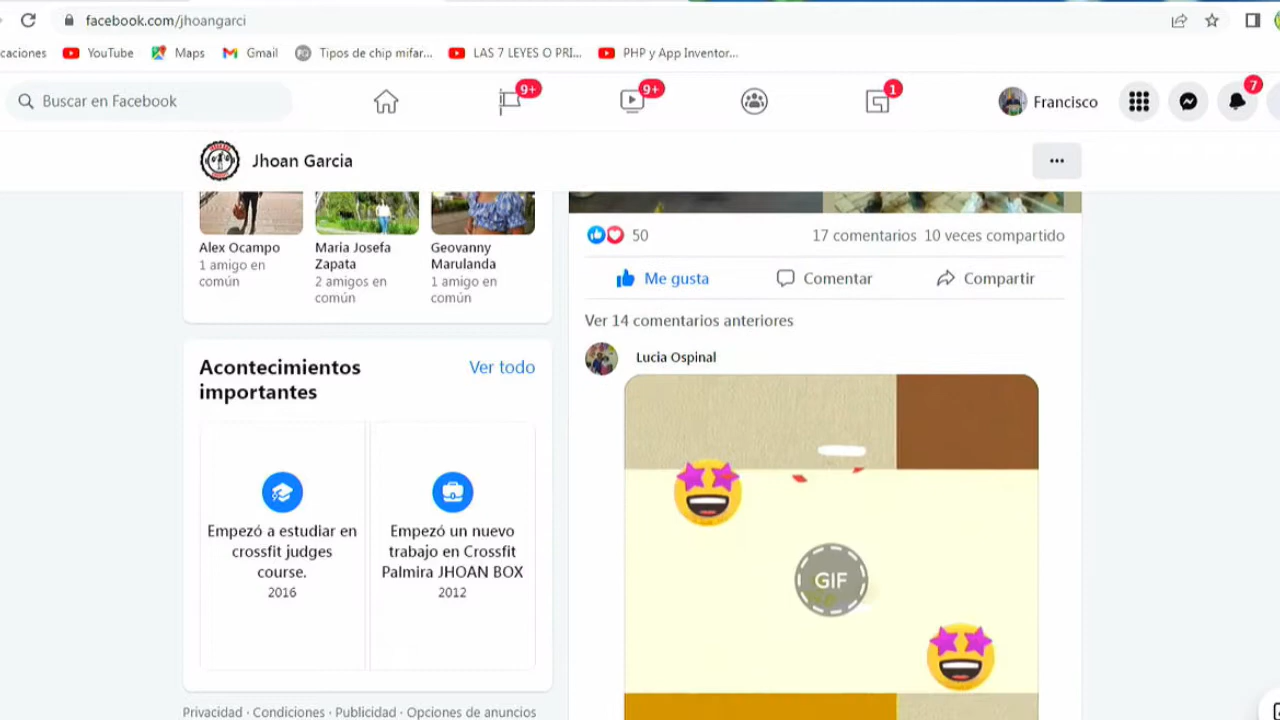 facebook.com/jhoangarci
caciones YouTube Maps Gmail Tipos de chip mifar... LAS 7 LEYES O PRI... PHP y App Inventor...
Buscar en Facebook 9+ 9+ 1 Francisco 7
Jhoan Garcia
Alex Ocampo
1 amigo en
común
Maria Josefa
Zapata
2 amigos en
común
Geovanny
Marulanda
1 amigo en
común
Acontecimientos
importantes
Ver todo
Empezó a estudiar en
crossfit judges
course.
2016
Empezó un nuevo
trabajo en Crossfit
Palmira JHOAN BOX
2012
Privacidad · Condiciones · Publicidad · Opciones de anuncios
50 17 comentarios 10 veces compartido
Me gusta Comentar Compartir
Ver 14 comentarios anteriores
Lucia Ospinal
GIF